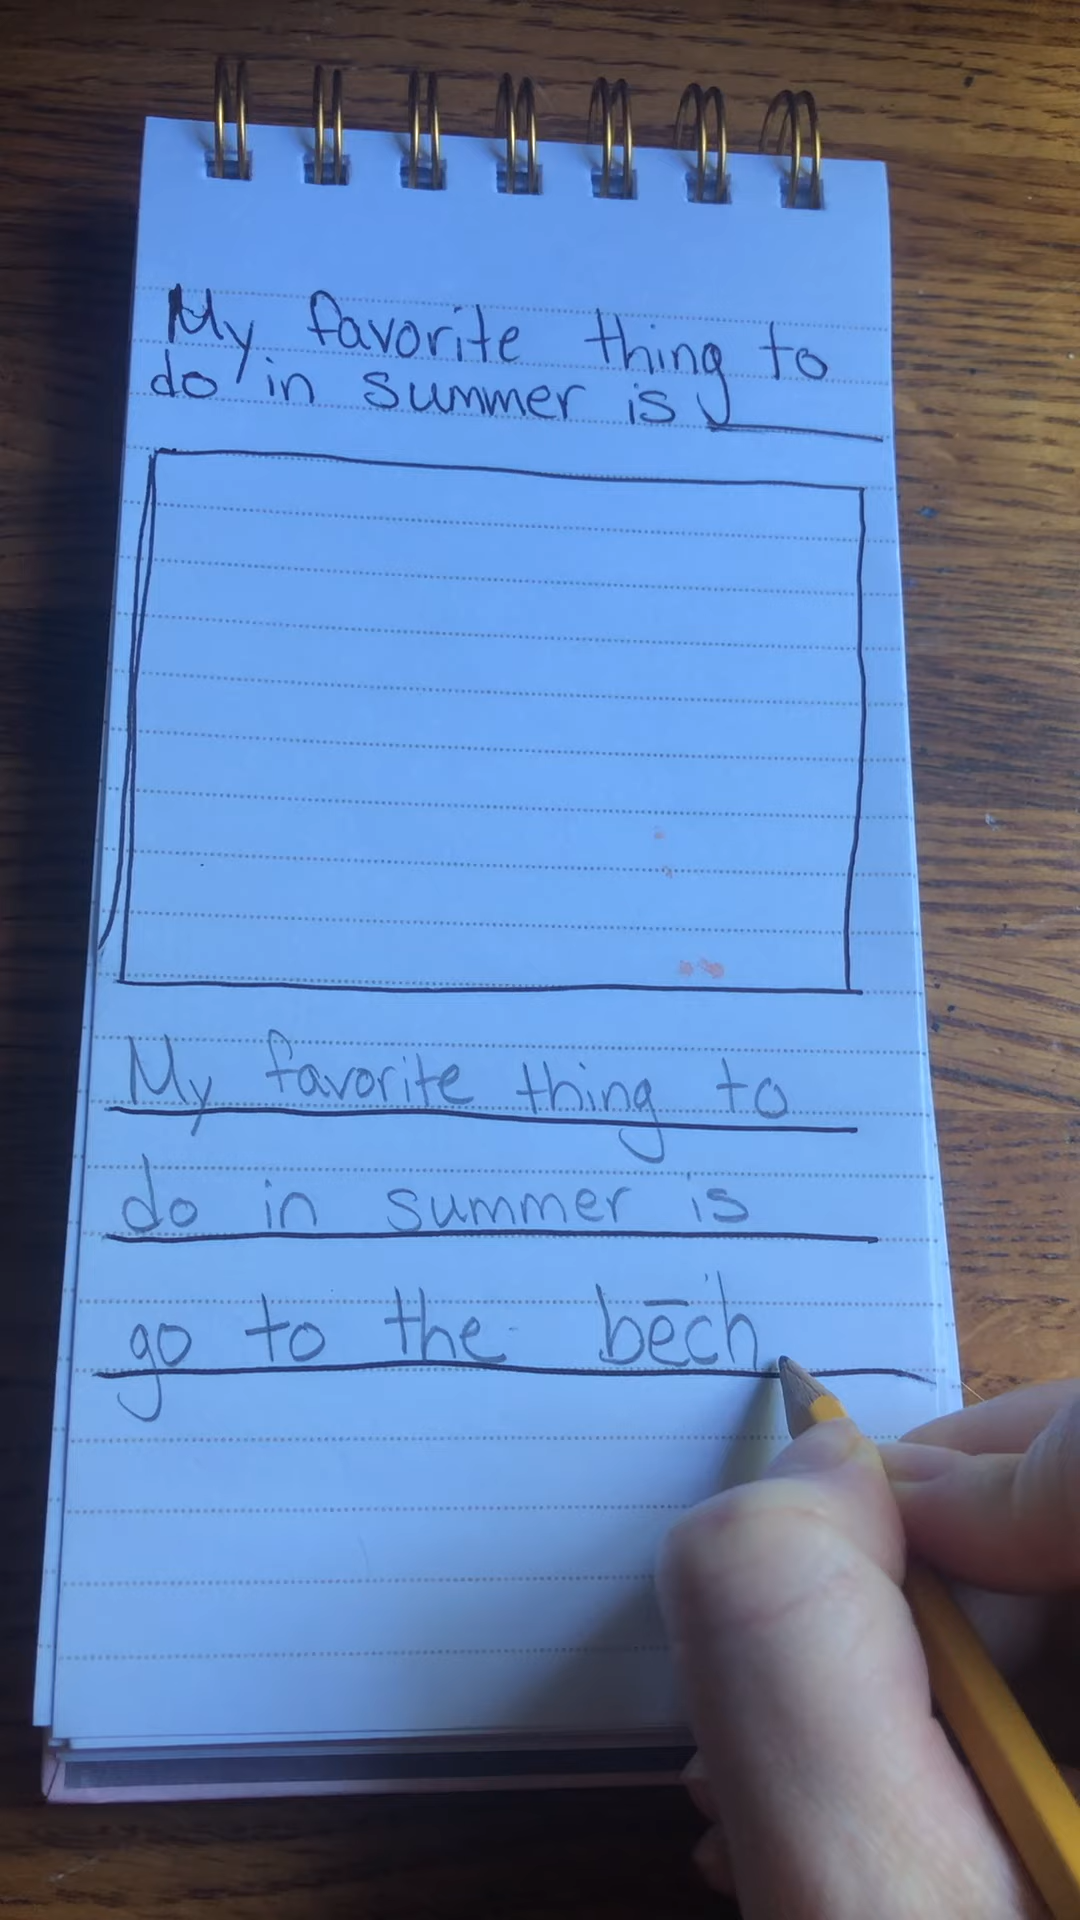 My favorite thing to
do in summer is ____
My favorite thing to
do in summer is
go to the bēch